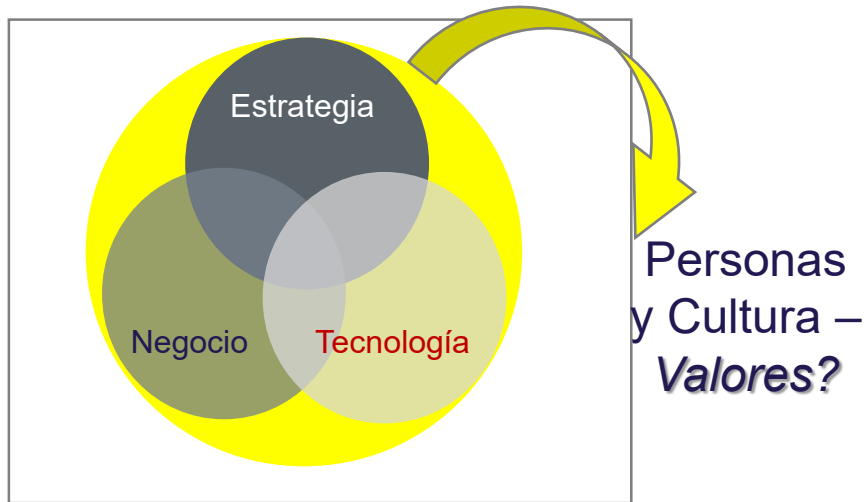 Estrategia
Negocio
Tecnología
Personas
y Cultura –
Valores?